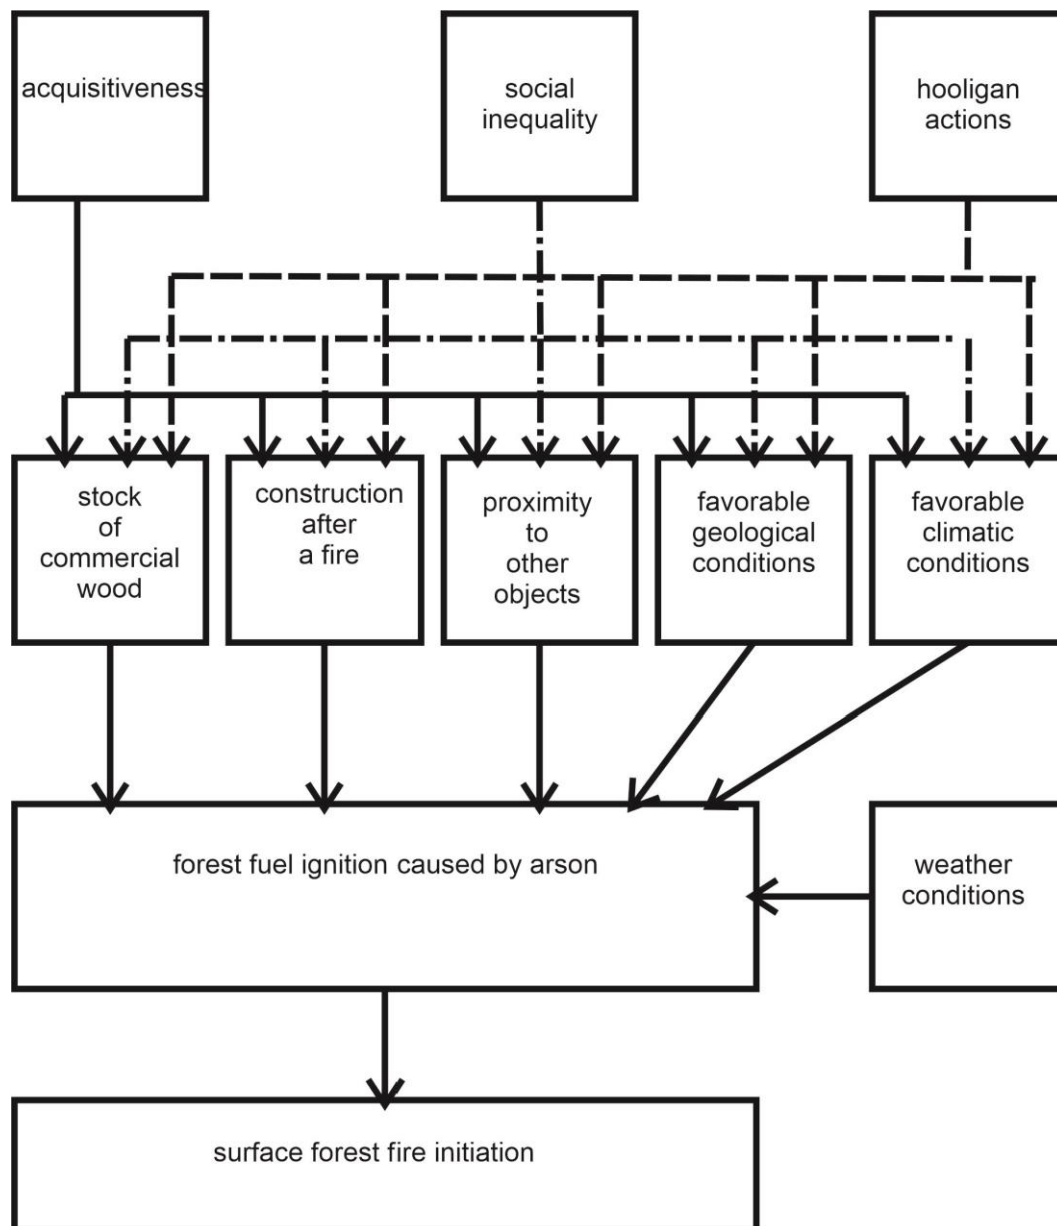 acquisitiveness
social
inequality
hooligan
actions
stock
of
commercial
wood
construction
after
a fire
proximity
to
other
objects
favorable
geological
conditions
favorable
climatic
conditions
forest fuel ignition caused by arson
weather
conditions
surface forest fire initiation